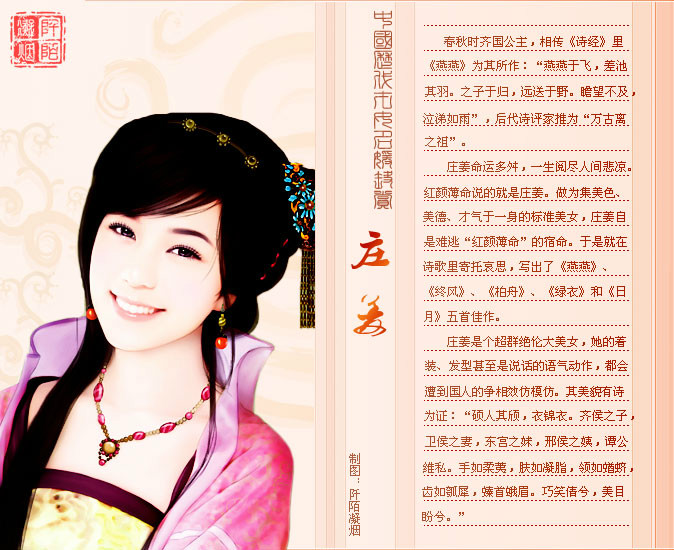 阡陌
凝烟
中國歷代
名媛
庄姜
制图：阡陌凝烟
春秋时齐国公主，相传《诗经》里
《燕燕》为其所作：“燕燕于飞，差池
其羽。之子于归，远送于野。瞻望不及，
泣涕如雨”，后代诗评家推为“万古离
之祖”。
庄姜命运多舛，一生阅尽人间悲凉。
红颜薄命说的就是庄姜。做为集美色、
美德、才气于一身的标准美女，庄姜自
是难逃“红颜薄命”的宿命。于是就在
诗歌里寄托哀思，写出了《燕燕》、
《终风》、《柏舟》、《绿衣》和《日
月》五首佳作。
庄姜是个超群绝伦大美女，她的着
装、发型甚至是说话的语气动作，都会
遭到国人的争相效仿模仿。其美貌有诗
为证：“硕人其颀，衣锦衣。齐侯之子，
卫侯之妻，东宫之妹，邢侯之姨，谭公
维私。手如柔荑，肤如凝脂，领如蝤蛴，
齿如瓠犀，螓首娥眉。巧笑倩兮，美目
盼兮。”